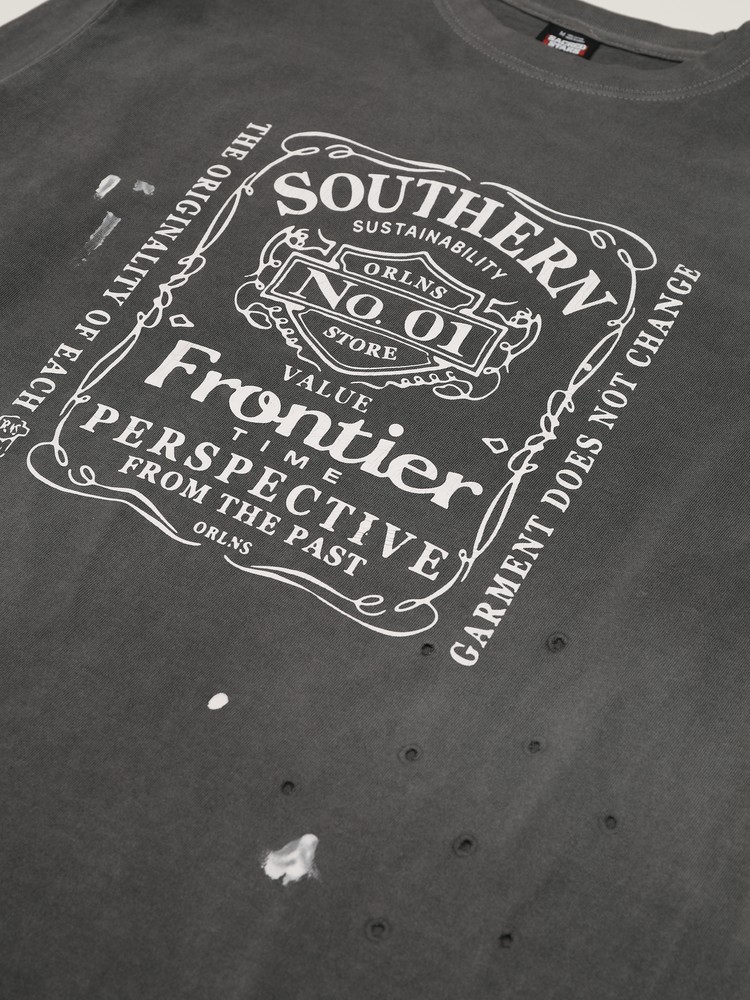 THE ORIGINALITY OF EACH
SOUTHERN
SUSTAINABILITY
ORLNS
No. 01
STORE
VALUE
Frontier
TIME
PERSPECTIVE
FROM THE PAST
ORLNS
GARMENT DOES NOT CHANGE